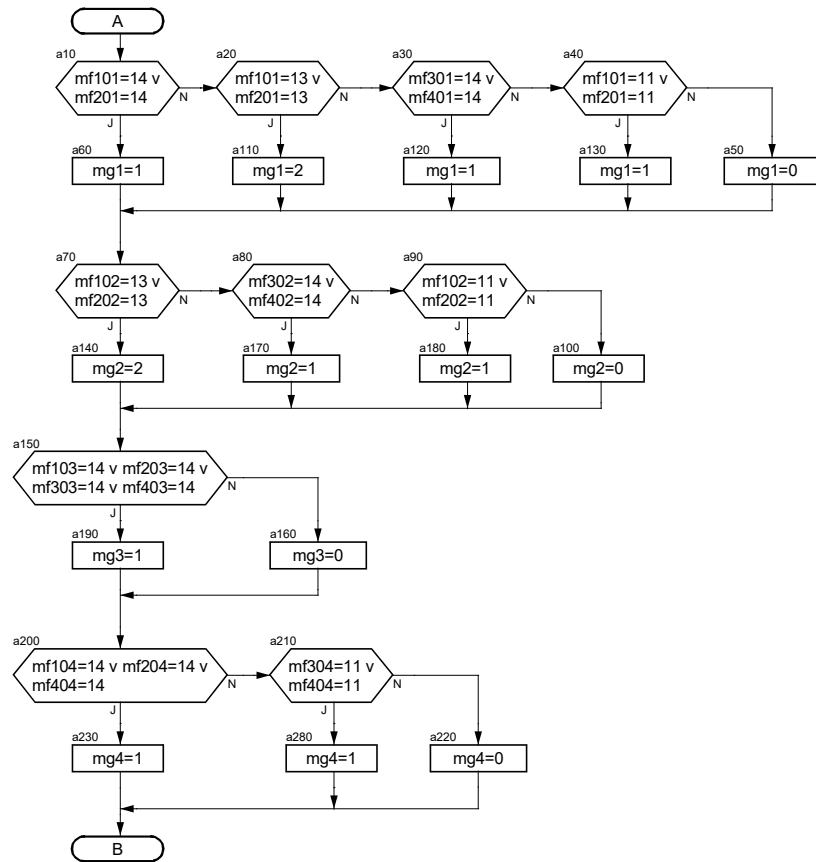 A
a10
mf101=14 v
mf201=14
N
J
a20
mf101=13 v
mf201=13
N
J
a30
mf301=14 v
mf401=14
N
J
a40
mf101=11 v
mf201=11
N
J
a60
mg1=1
a110
mg1=2
a120
mg1=1
a130
mg1=1
a50
mg1=0
a70
mf102=13 v
mf202=13
N
J
a80
mf302=14 v
mf402=14
N
J
a90
mf102=11 v
mf202=11
N
J
a140
mg2=2
a170
mg2=1
a180
mg2=1
a100
mg2=0
a150
mf103=14 v mf203=14 v
mf303=14 v mf403=14
N
J
a190
mg3=1
a160
mg3=0
a200
mf104=14 v mf204=14 v
mf404=14
N
J
a210
mf304=11 v
mf404=11
N
J
a230
mg4=1
a280
mg4=1
a220
mg4=0
B